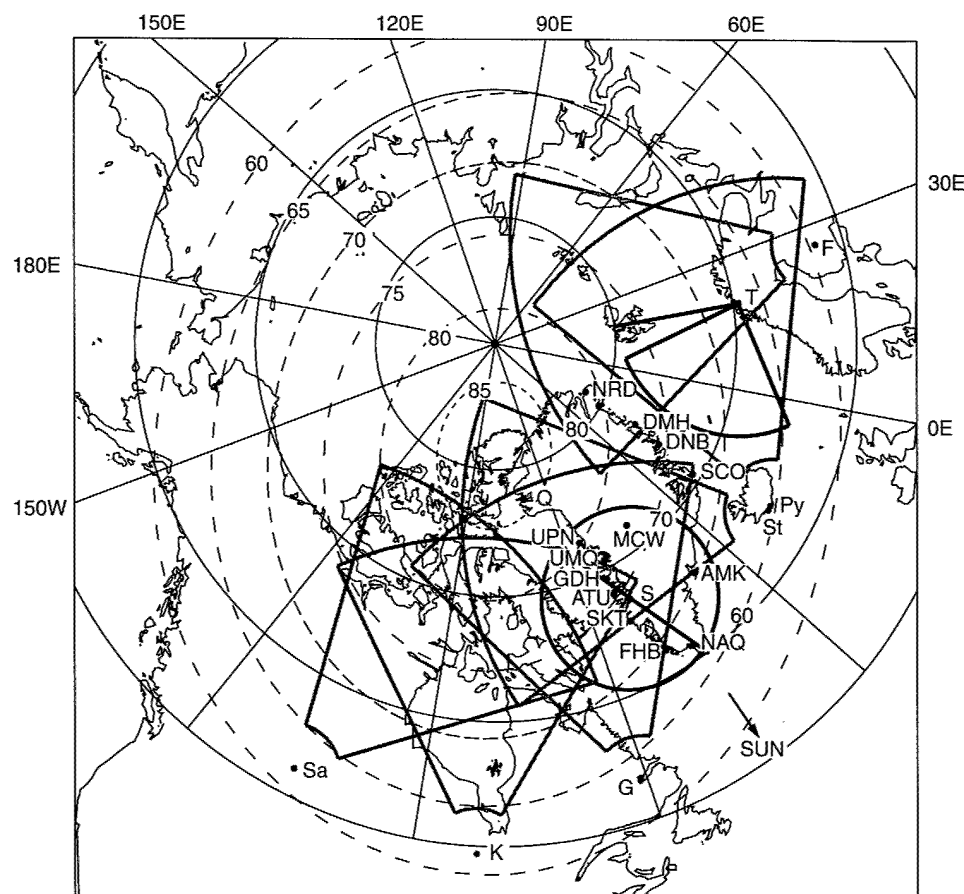 150E 120E 90E 60E
60
65
70
30E
F
180E
75
T
80
85
NRD
80
DMH
DNB
0E
SCO
150W
Q
Py
St
70
UPN
MCW
UMQ
GDH
AMK
ATU
S
SKT
60
FHB
NAQ
SUN
Sa
G
K